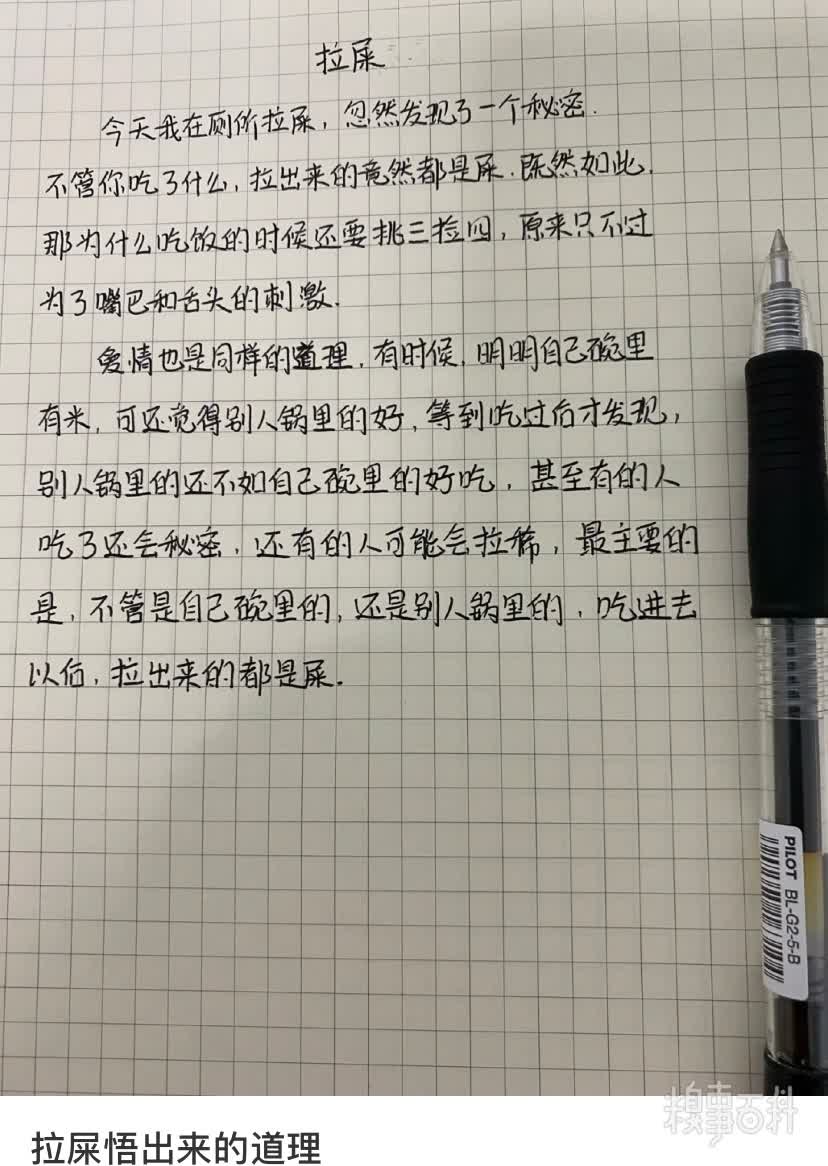 拉屎
今天我在厕所拉屎，忽然发现了一个秘密.
不管你吃了什么，拉出来的竟然都是屎.既然如此.
那为什么吃饭的时候还要挑三捡四，原来只不过
为了嘴巴和舌头的刺激.
爱情也是同样的道理，有时候，明明自己碗里
有米，可还觉得别人锅里的好，等到吃过后才发现，
别人锅里的还不如自己碗里的好吃，甚至有的人
吃了还会秘密，还有的人可能会拉稀，最主要的
是，不管是自己碗里的，还是别人锅里的，吃进去
以后，拉出来的都是屎.
PILOT BL-G2-5-B
糗事百科
拉屎悟出来的道理